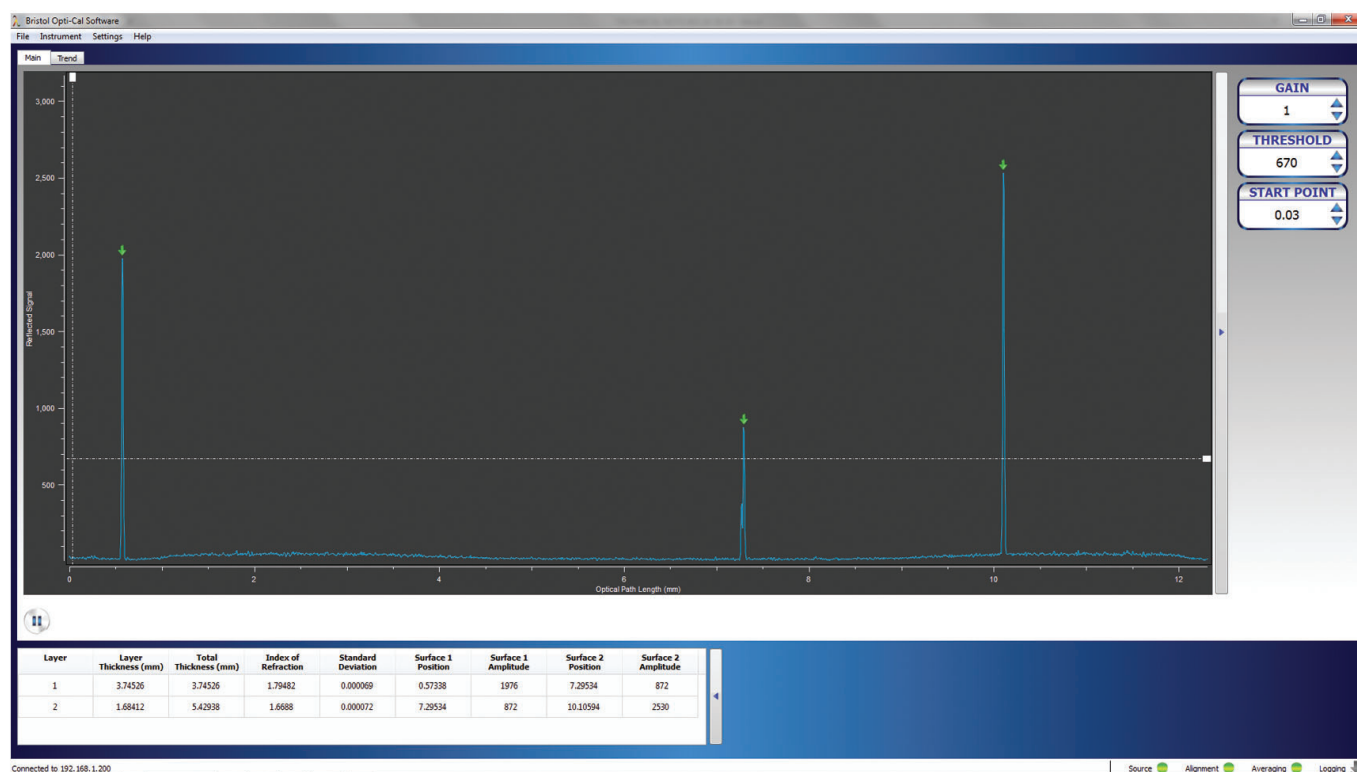 Bristol Opti-Cal Software
File Instrument Settings Help
Main Trend
GAIN
1
THRESHOLD
670
START POINT
0.03
3,000
2,500
2,000
1,500
1,000
500
Reflected Signal
0 2 4 6 8 10 12
Optical Path Length (mm)
Layer Layer Thickness (mm) Total Thickness (mm) Index of Refraction Standard Deviation Surface 1 Position Surface 1 Amplitude Surface 2 Position Surface 2 Amplitude
1 3.74526 3.74526 1.79482 0.000069 0.57338 1976 7.29534 872
2 1.68412 5.42938 1.6688 0.000072 7.29534 872 10.10594 2530
Connected to 192.168.1.200
Source Alignment Averaging Logging